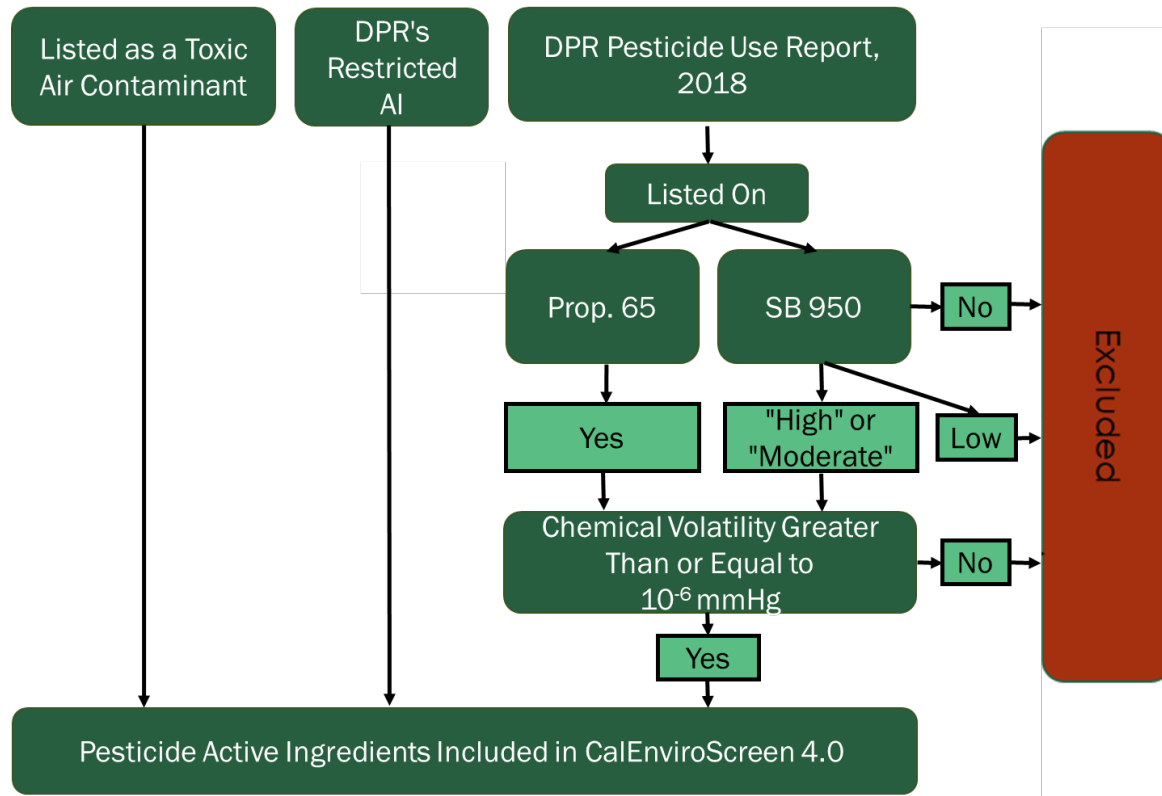 Listed as a Toxic
Air Contaminant
DPR's
Restricted
AI
DPR Pesticide Use Report,
2018
Listed On
Prop. 65
SB 950
No
Excluded
Yes
"High" or
"Moderate"
Low
Chemical Volatility Greater
Than or Equal to
10⁻⁶ mmHg
No
Yes
Pesticide Active Ingredients Included in CalEnviroScreen 4.0